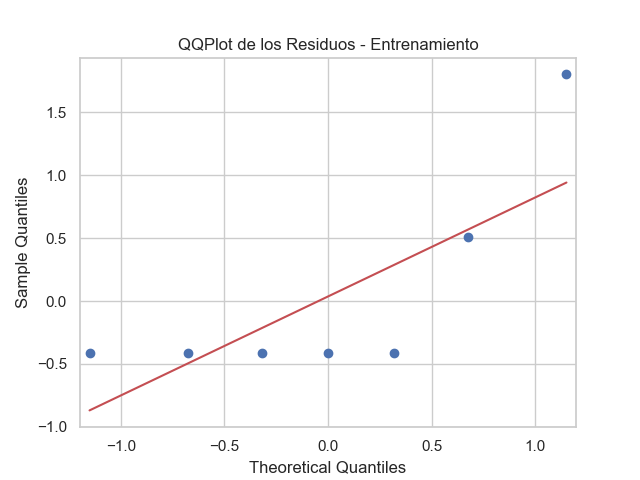 QQPlot de los Residuos - Entrenamiento
1.5
1.0
0.5
0.0
−0.5
−1.0
Sample Quantiles
−1.0 −0.5 0.0 0.5 1.0
Theoretical Quantiles